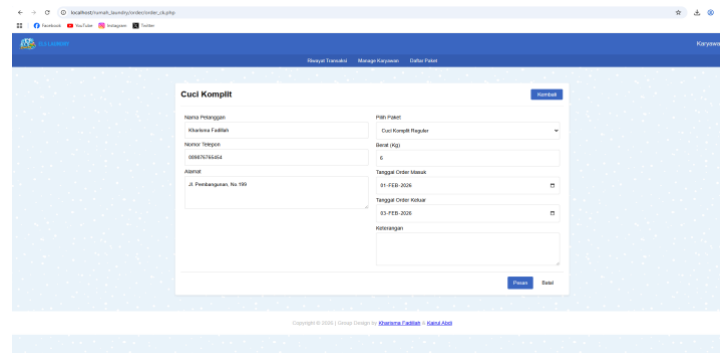 localhost/rumah_laundry/order/order_ck.php
Facebook YouTube Instagram Twitter
Karyawa
Riwayat Transaksi Manage Karyawan Daftar Paket
Cuci Komplit
Kembali
Nama Pelanggan
Kharisma Fadillah
Nomor Telepon
089876765454
Alamat
Jl. Pembangunan, No 199
Pilih Paket
Cuci Komplit Reguler
Berat (Kg)
6
Tanggal Order Masuk
01-FEB-2026
Tanggal Order Keluar
03-FEB-2026
Keterangan
Pesan Batal
Copyright © 2026 | Design by Kharisma Fadillah &